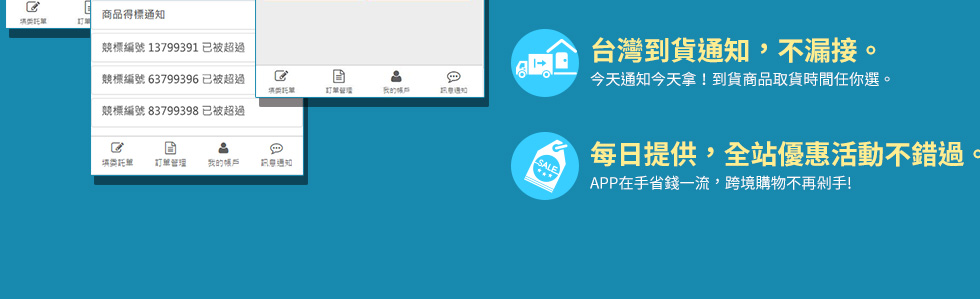 填委託單
商品得標通知
競標編號 13799391 已被超過
競標編號 63799396 已被超過
競標編號 83799398 已被超過
填委託單 訂單管理 我的帳戶 訊息通知
填委託單 訂單管理 我的帳戶 訊息通知
台灣到貨通知，不漏接。
今天通知今天拿！到貨商品取貨時間任你選。
SALE
每日提供，全站優惠活動不錯過。
APP在手省錢一流，跨境購物不再剁手!